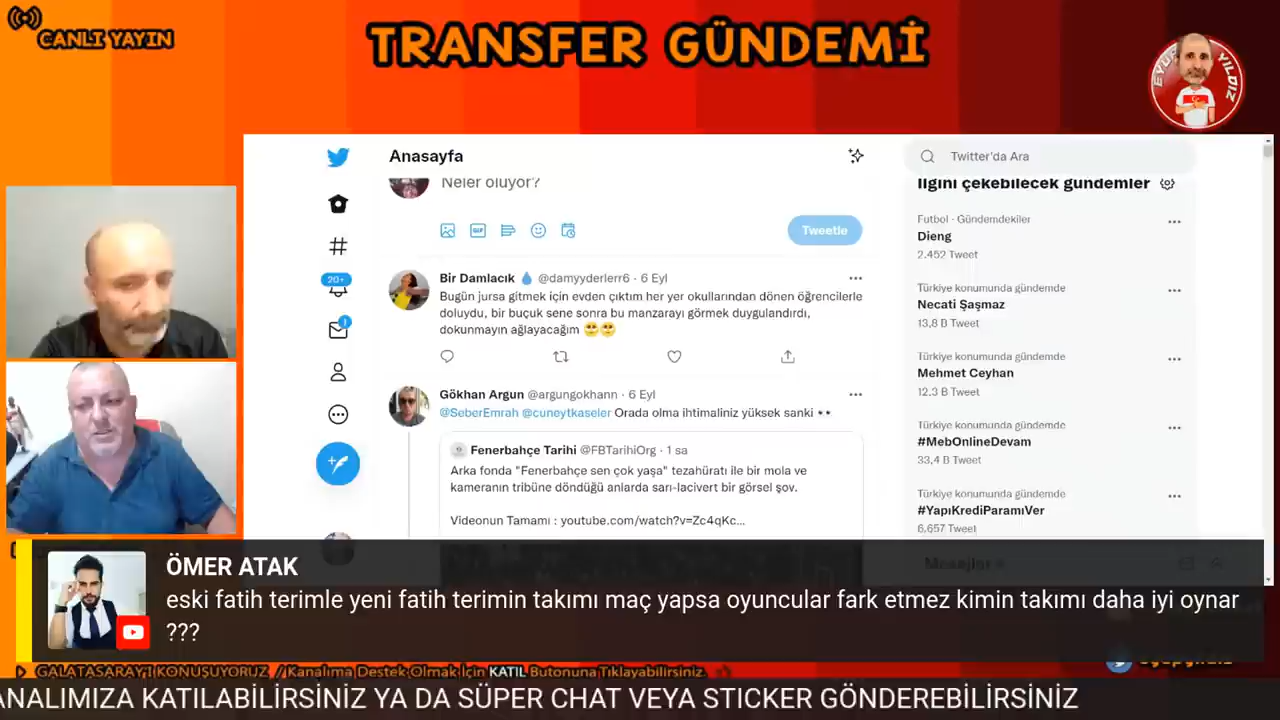 CANLI YAYIN
TRANSFER GÜNDEMİ
EYÜP YILDIZ
Anasayfa
Twitter'da Ara
Neler oluyor?
GIF
Tweetle
20+
1
Bir Damlacık @damyyderlerr6 · 6 Eyl
Bugün jursa gitmek için evden çıktım her yer okullarından dönen öğrencilerle
doluydu, bir buçuk sene sonra bu manzarayı görmek duygulandırdı,
dokunmayın ağlayacağım 🥺🥺
Gökhan Argun @argungokhann · 6 Eyl
@SeberEmrah @cuneytkaseler Orada olma ihtimaliniz yüksek sanki 👀
Fenerbahçe Tarihi @FBTarihiOrg · 1 sa
Arka fonda "Fenerbahçe sen çok yaşa" tezahüratı ile bir mola ve
kameranın tribüne döndüğü anlarda sarı-lacivert bir görsel şov.
Videonun Tamamı : youtube.com/watch?v=Zc4qKc...
İlgini çekebilecek gündemler
Futbol · Gündemdekiler
Dieng
2.452 Tweet
Türkiye konumunda gündemde
Necati Şaşmaz
13,8 B Tweet
Türkiye konumunda gündemde
Mehmet Ceyhan
12.3 B Tweet
Türkiye konumunda gündemde
#MebOnlineDevam
33,4 B Tweet
Türkiye konumunda gündemde
#YapıKrediParamıVer
6.657 Tweet
Mesajlar
ÖMER ATAK
eski fatih terimle yeni fatih terimin takımı maç yapsa oyuncular fark etmez kimin takımı daha iyi oynar
???
GALATASARAY'I KONUŞUYORUZ / Kanalıma Destek Olmak İçin KATIL Butonuna Tıklayabilirsiniz.
ANALIMIZA KATILABİLİRSİNİZ YA DA SÜPER CHAT VEYA STICKER GÖNDEREBİLİRSİNİZ